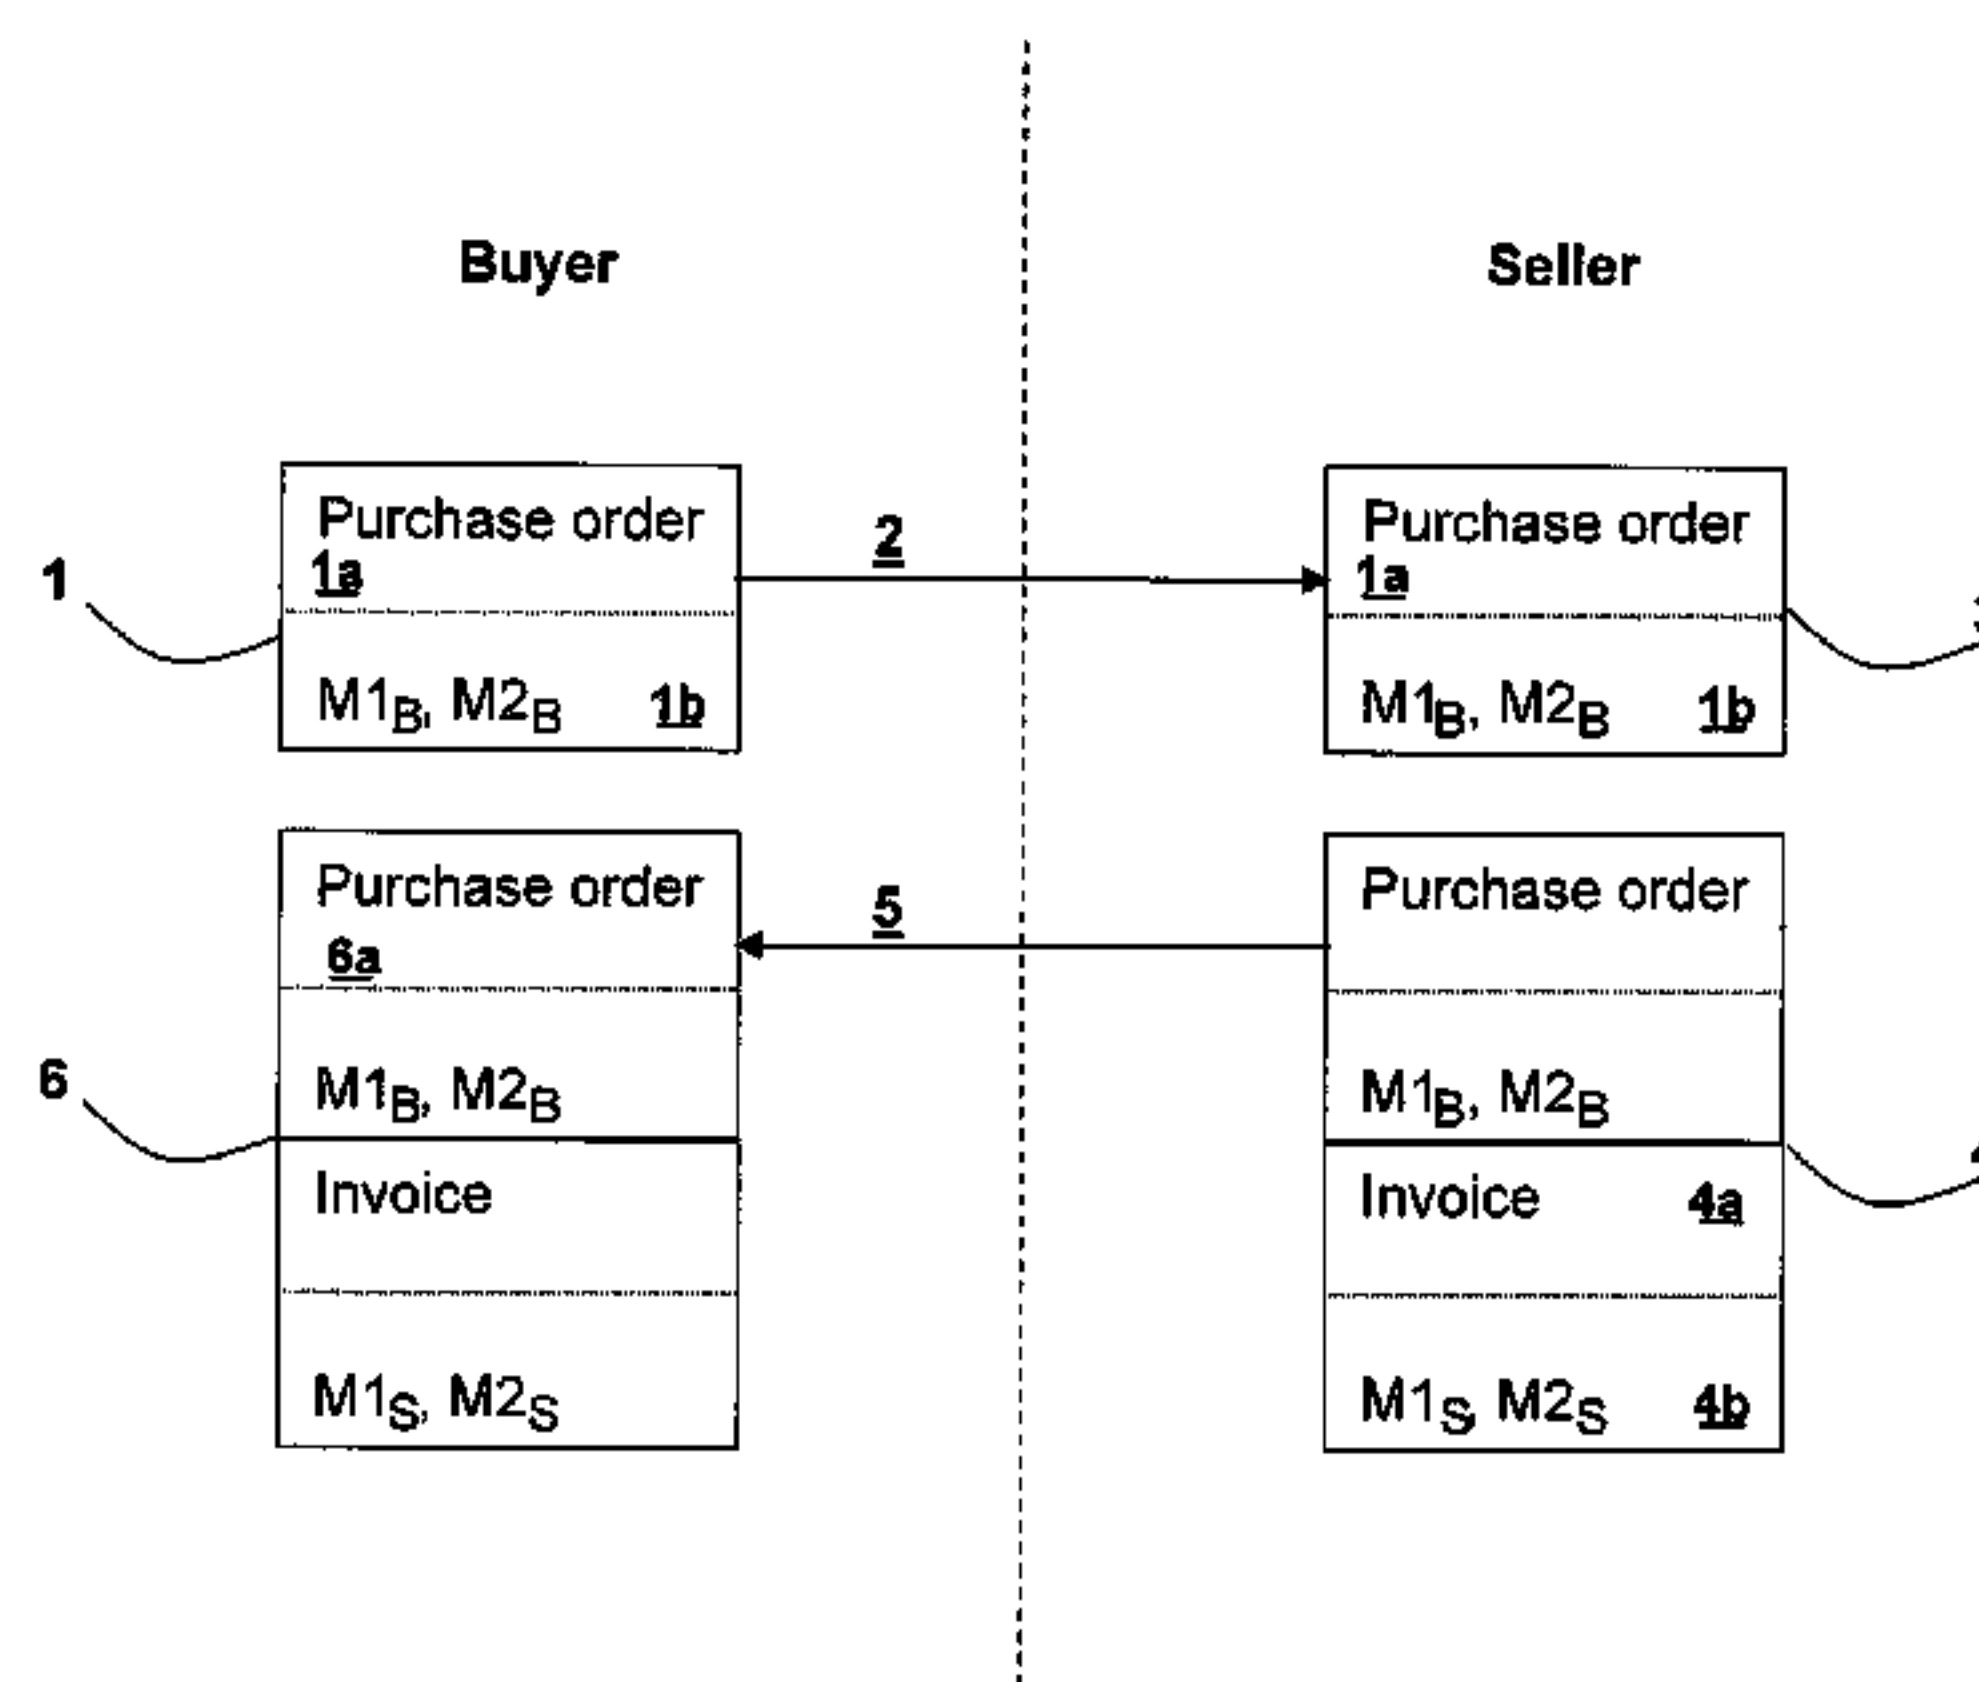 Buyer
Seller
Purchase order
1a
M1B, M2B 1b
1
2
Purchase order
1a
M1B, M2B 1b
Purchase order
6a
M1B, M2B
Invoice
M1S, M2S
6
5
Purchase order
M1B, M2B
Invoice 4a
M1S, M2S 4b